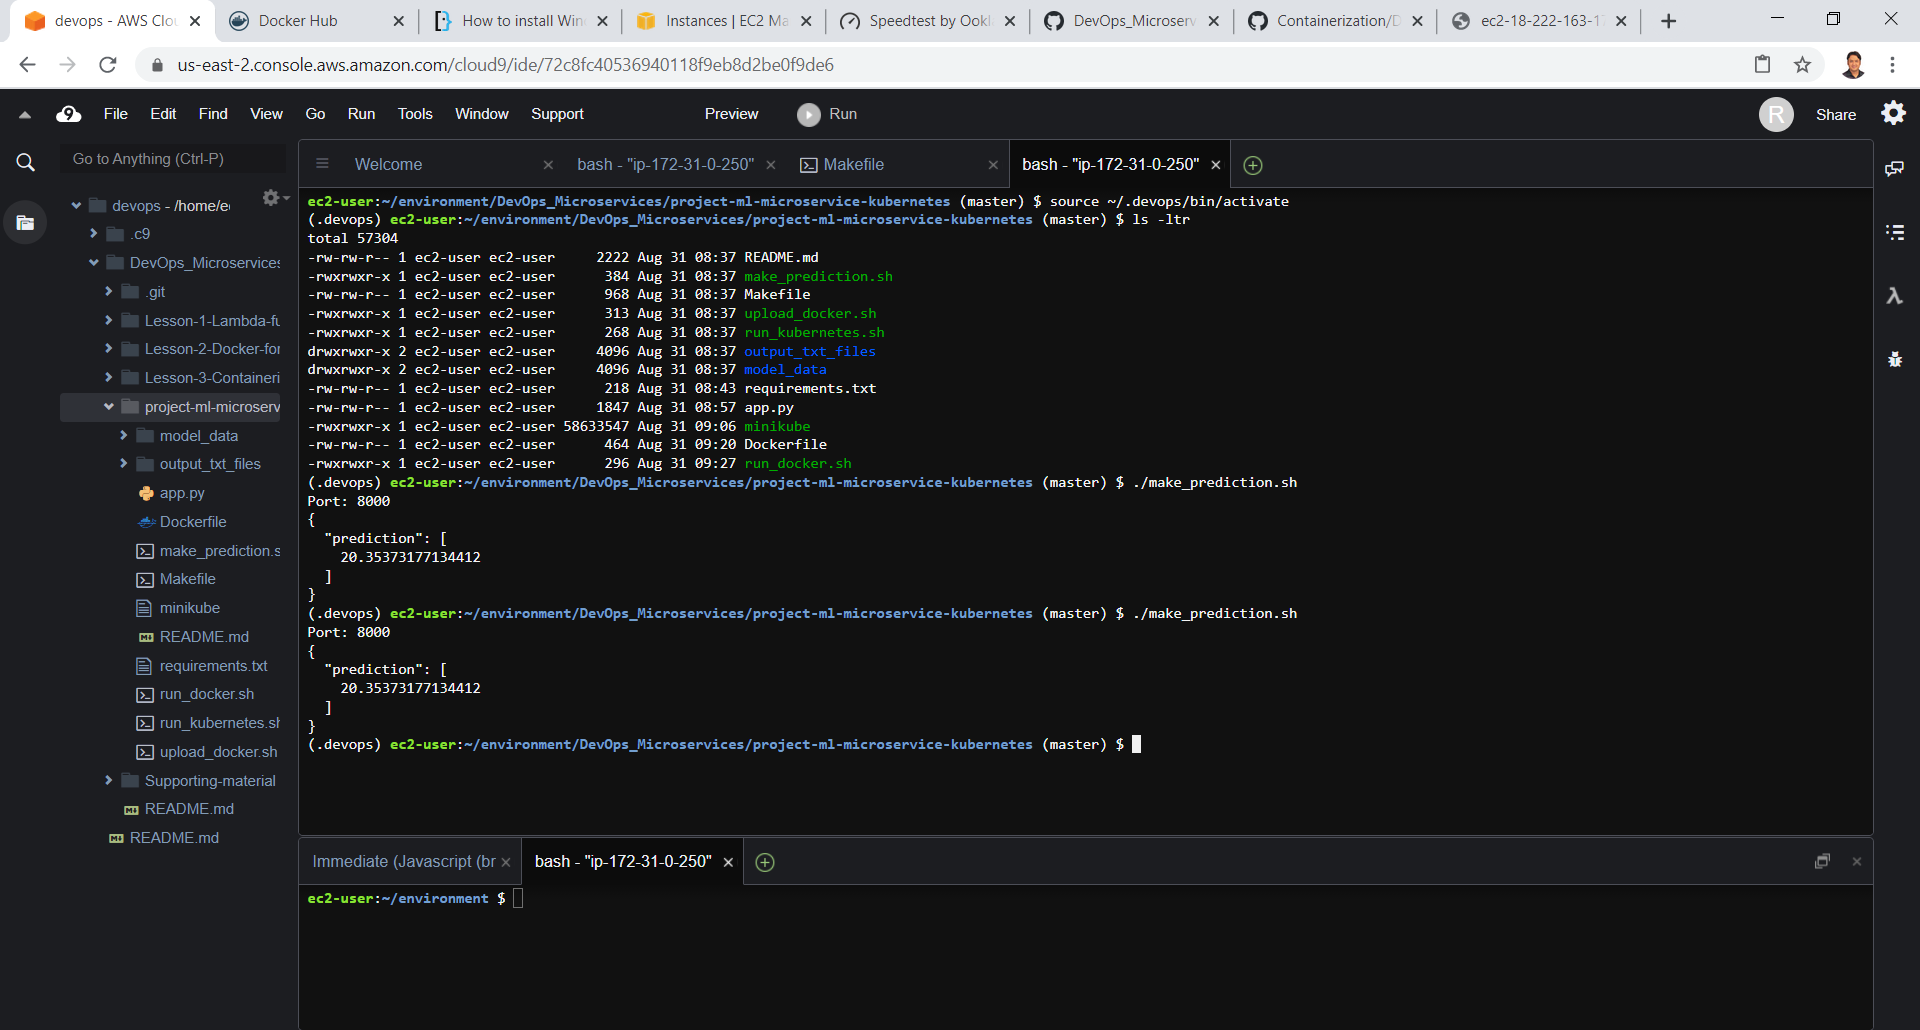 devops - AWS Clou
Docker Hub
How to install Win
Instances | EC2 Ma
Speedtest by Ookl
DevOps_Microserv
Containerization/D
ec2-18-222-163-17
us-east-2.console.aws.amazon.com/cloud9/ide/72c8fc40536940118f9eb8d2be0f9de6
9 File Edit Find View Go Run Tools Window Support Preview Run R Share
Go to Anything (Ctrl-P)
Welcome
bash - "ip-172-31-0-250"
Makefile
bash - "ip-172-31-0-250"
devops - /home/e
.c9
DevOps_Microservices
.git
Lesson-1-Lambda-fu
Lesson-2-Docker-for
Lesson-3-Containeri
project-ml-microserv
model_data
output_txt_files
app.py
Dockerfile
make_prediction.s
Makefile
minikube
README.md
requirements.txt
run_docker.sh
run_kubernetes.sh
upload_docker.sh
Supporting-material
README.md
README.md
ec2-user:~/environment/DevOps_Microservices/project-ml-microservice-kubernetes (master) $ source ~/.devops/bin/activate
(.devops) ec2-user:~/environment/DevOps_Microservices/project-ml-microservice-kubernetes (master) $ ls -ltr
total 57304
-rw-rw-r-- 1 ec2-user ec2-user     2222 Aug 31 08:37 README.md
-rwxrwxr-x 1 ec2-user ec2-user      384 Aug 31 08:37 make_prediction.sh
-rw-rw-r-- 1 ec2-user ec2-user      968 Aug 31 08:37 Makefile
-rwxrwxr-x 1 ec2-user ec2-user      313 Aug 31 08:37 upload_docker.sh
-rwxrwxr-x 1 ec2-user ec2-user      268 Aug 31 08:37 run_kubernetes.sh
drwxrwxr-x 2 ec2-user ec2-user     4096 Aug 31 08:37 output_txt_files
drwxrwxr-x 2 ec2-user ec2-user     4096 Aug 31 08:37 model_data
-rw-rw-r-- 1 ec2-user ec2-user      218 Aug 31 08:43 requirements.txt
-rw-rw-r-- 1 ec2-user ec2-user     1847 Aug 31 08:57 app.py
-rwxrwxr-x 1 ec2-user ec2-user 58633547 Aug 31 09:06 minikube
-rw-rw-r-- 1 ec2-user ec2-user      464 Aug 31 09:20 Dockerfile
-rwxrwxr-x 1 ec2-user ec2-user      296 Aug 31 09:27 run_docker.sh
(.devops) ec2-user:~/environment/DevOps_Microservices/project-ml-microservice-kubernetes (master) $ ./make_prediction.sh
Port: 8000
{
  "prediction": [
    20.35373177134412
  ]
}
(.devops) ec2-user:~/environment/DevOps_Microservices/project-ml-microservice-kubernetes (master) $ ./make_prediction.sh
Port: 8000
{
  "prediction": [
    20.35373177134412
  ]
}
(.devops) ec2-user:~/environment/DevOps_Microservices/project-ml-microservice-kubernetes (master) $
Immediate (Javascript (br
bash - "ip-172-31-0-250"
ec2-user:~/environment $